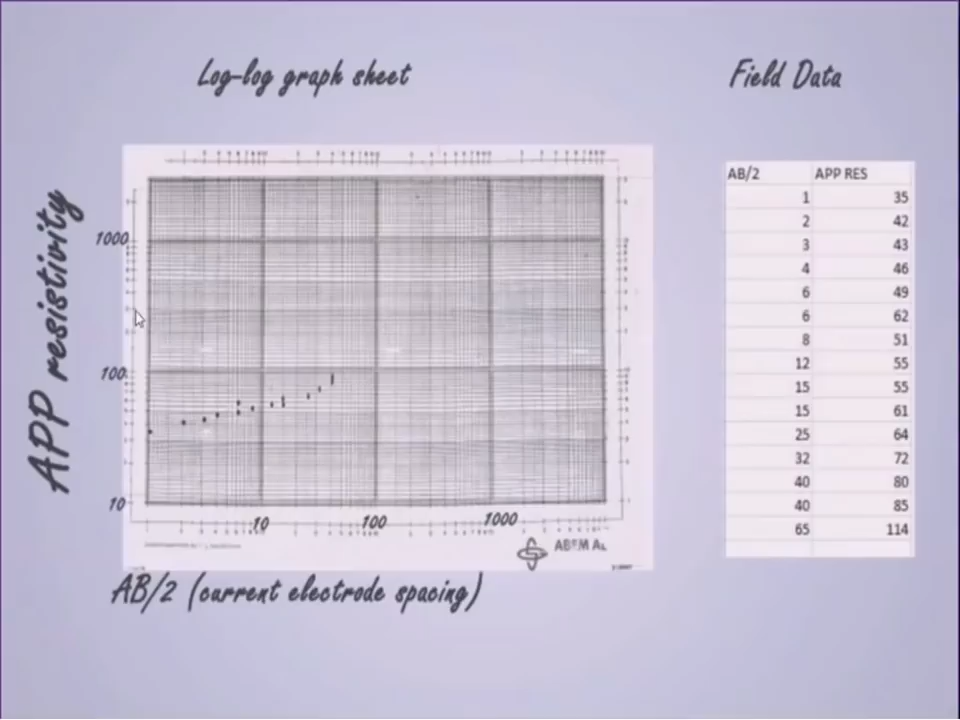 Log-log graph sheet
Field Data
APP resistivity
1000
100
10
10 100 1000
ABEM
AB/2 (current electrode spacing)
AB/2 APP RES
1 35
2 42
3 43
4 46
6 49
6 62
8 51
12 55
15 55
15 61
25 64
32 72
40 80
40 85
65 114